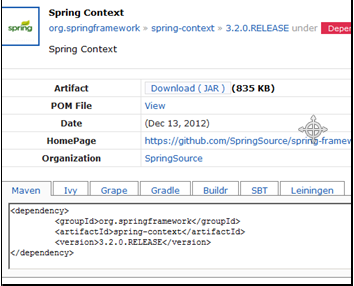 Spring Context
spring
org.springframework » spring-context » 3.2.0.RELEASE under
Spring Context
Artifact Download ( JAR ) (835 KB)
POM File View
Date (Dec 13, 2012)
HomePage https://github.com/SpringSource/spring-framew
Organization SpringSource
Maven Ivy Grape Gradle Buildr SBT Leiningen
<dependency>
<groupId>org.springframework</groupId>
<artifactId>spring-context</artifactId>
<version>3.2.0.RELEASE</version>
</dependency>